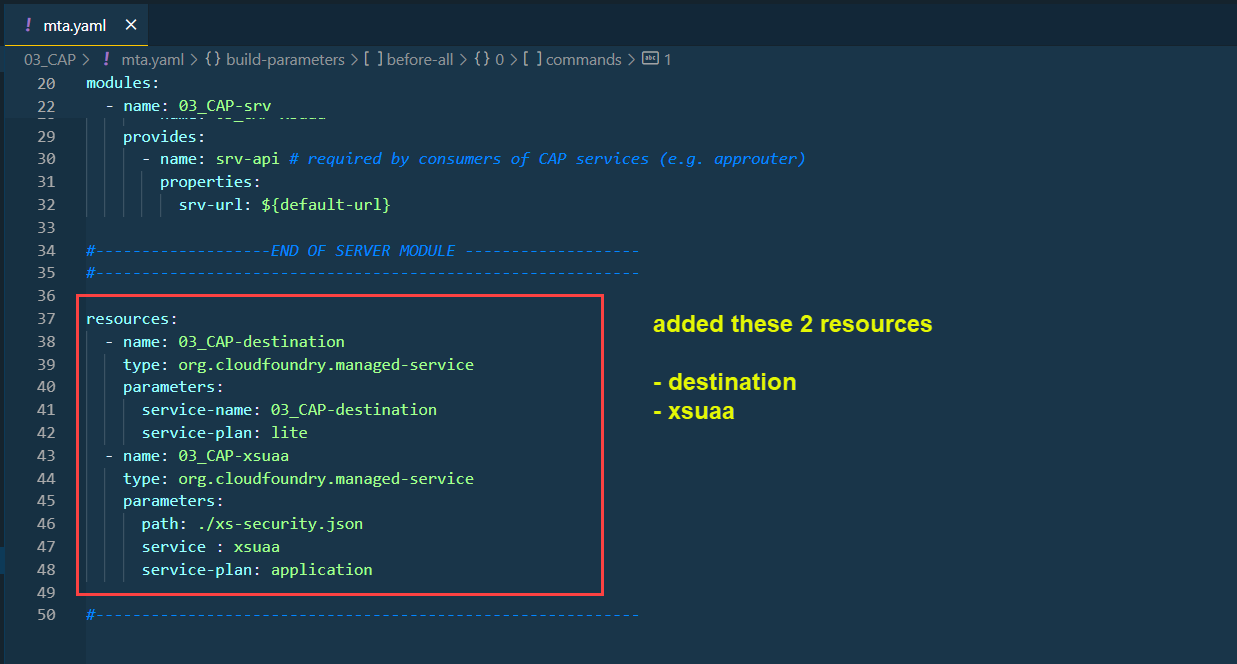 ! mta.yaml ×
03_CAP > ! mta.yaml > {} build-parameters > [ ] before-all > {} 0 > [ ] commands > abc 1
20 modules:
22 - name: 03_CAP-srv
29 provides:
30 - name: srv-api # required by consumers of CAP services (e.g. approuter)
31 properties:
32 srv-url: ${default-url}
33
34 #-------------------END OF SERVER MODULE -------------------
35 #-----------------------------------------------------------
36
37 resources:
38 - name: 03_CAP-destination
39 type: org.cloudfoundry.managed-service
40 parameters:
41 service-name: 03_CAP-destination
42 service-plan: lite
43 - name: 03_CAP-xsuaa
44 type: org.cloudfoundry.managed-service
45 parameters:
46 path: ./xs-security.json
47 service : xsuaa
48 service-plan: application
49
50 #-----------------------------------------------------------
added these 2 resources
- destination
- xsuaa